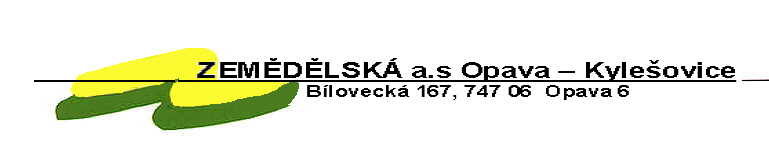 ZEMĚDĚLSKÁ a.s Opava – Kylešovice
Bílovecká 167, 747 06 Opava 6